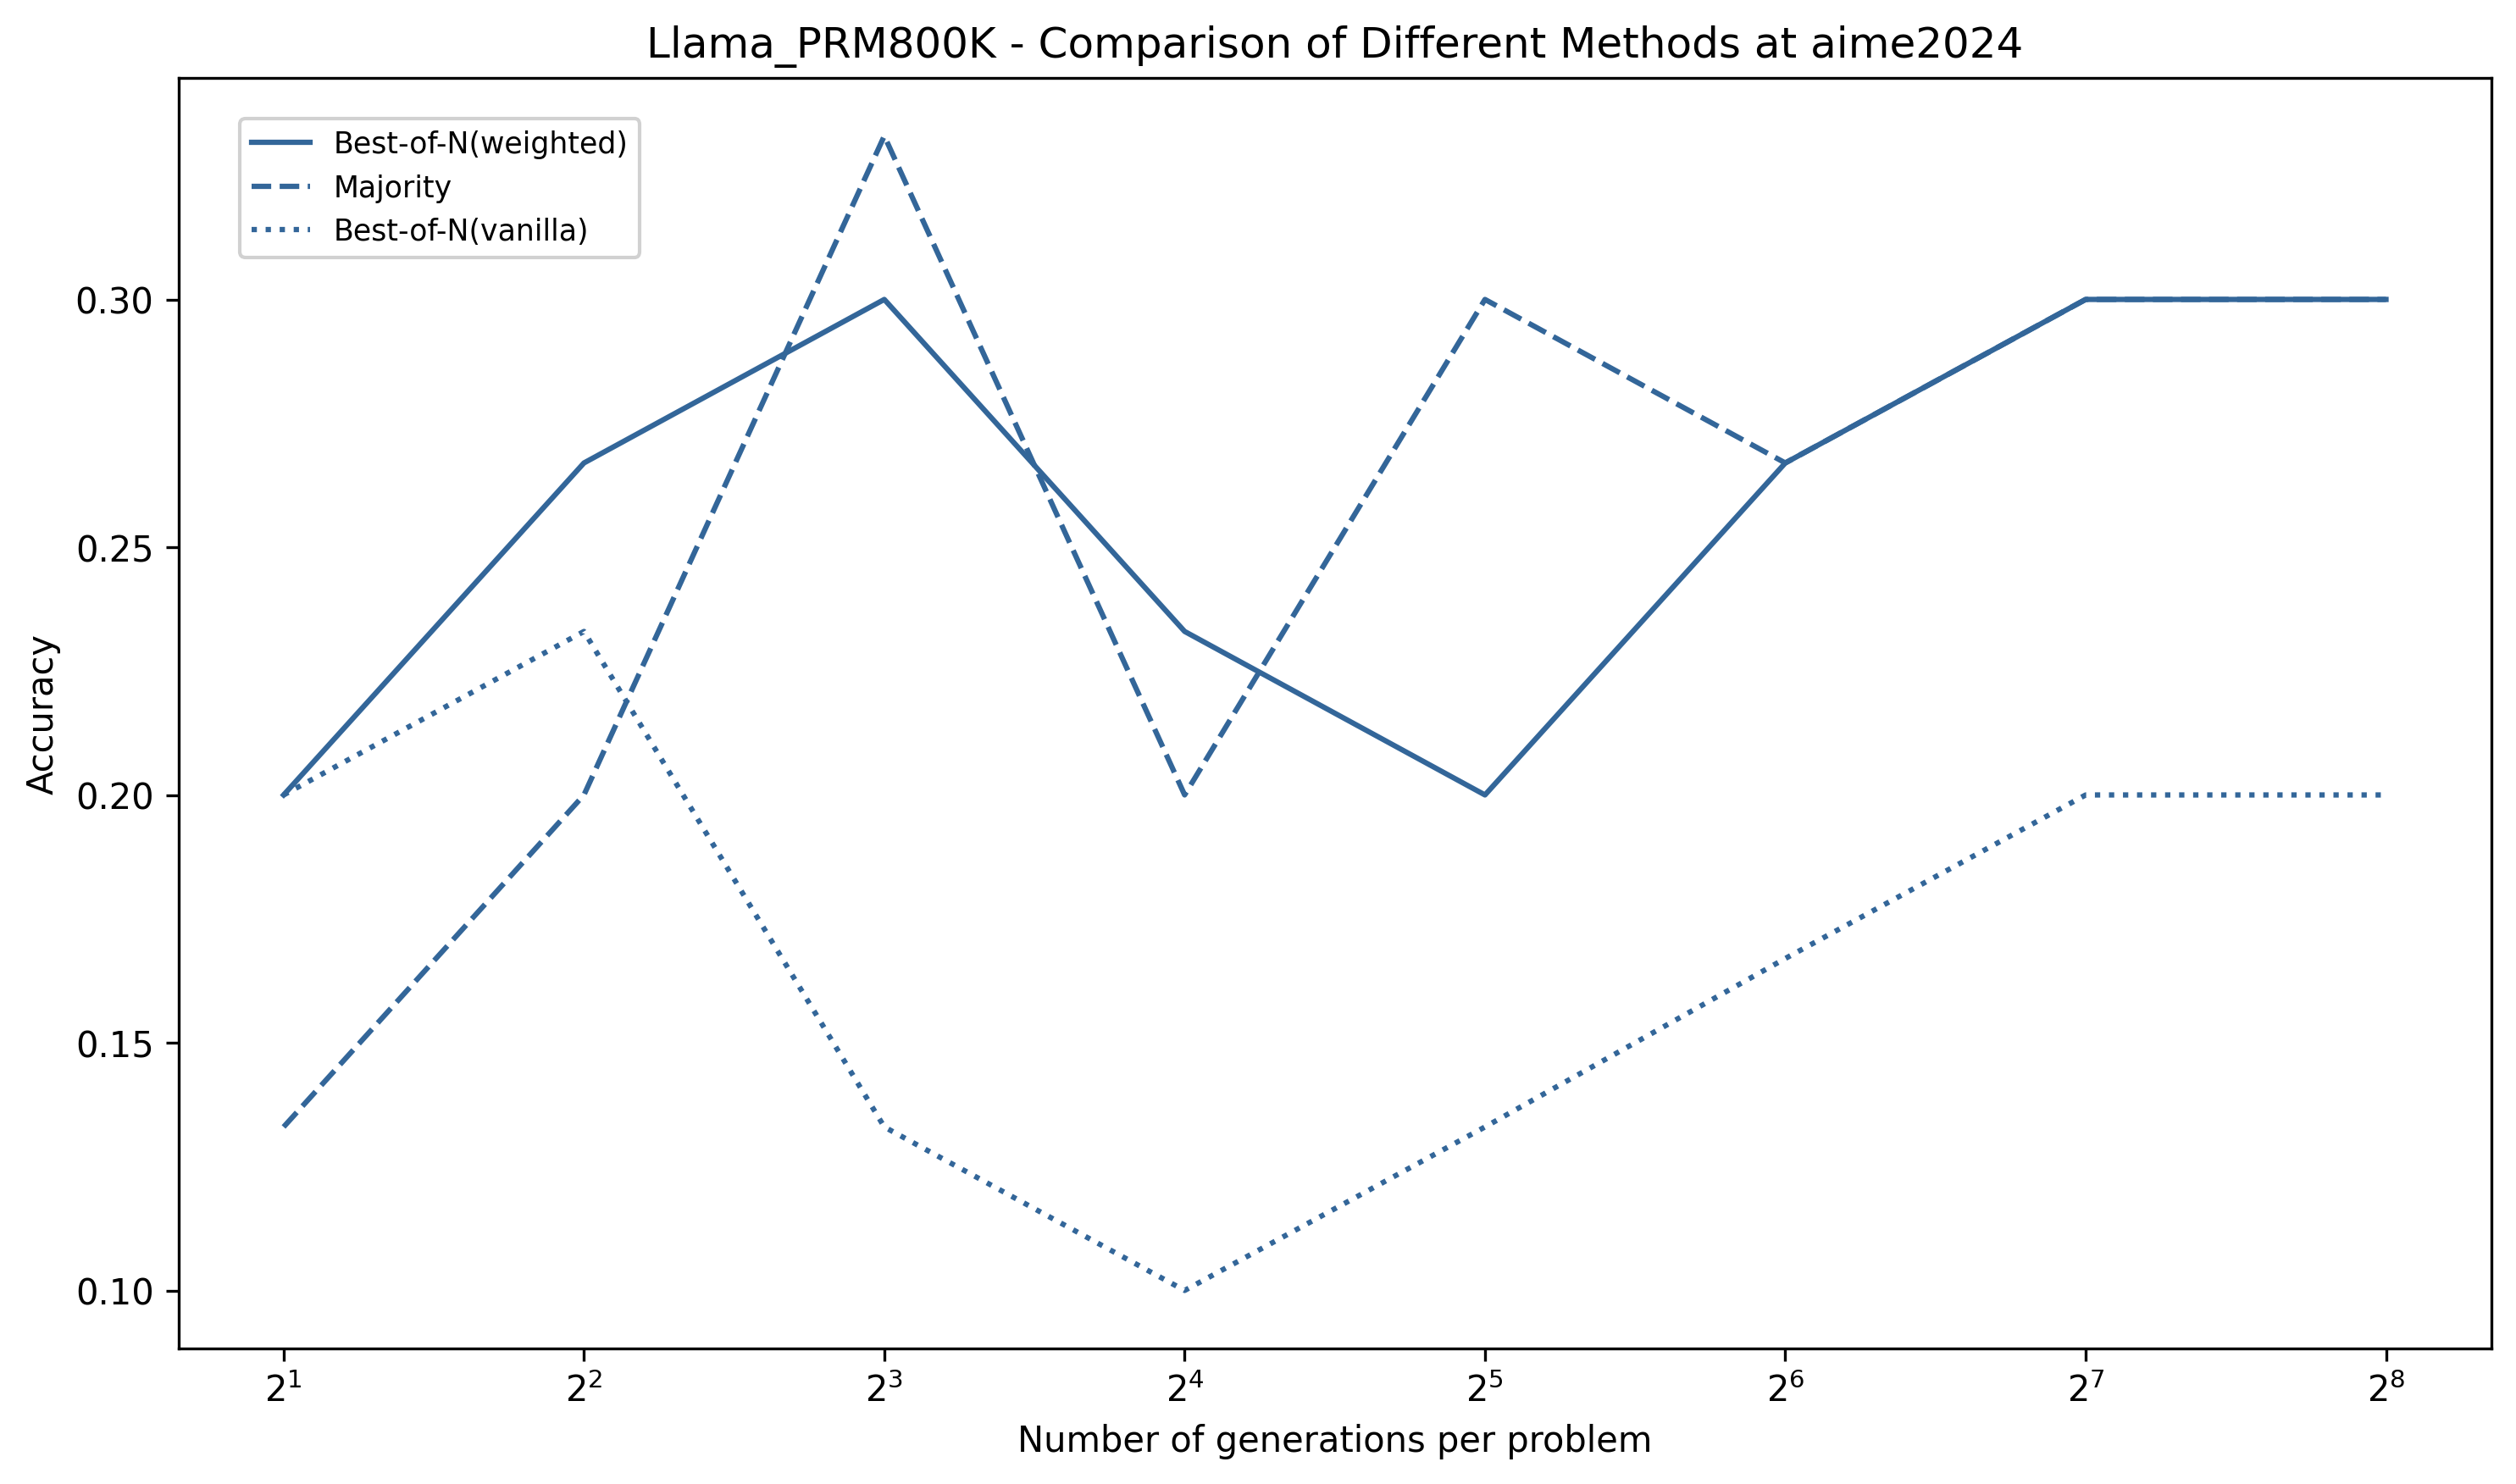 Llama_PRM800K - Comparison of Different Methods at aime2024
Best-of-N(weighted)
Majority
Best-of-N(vanilla)
Accuracy
0.30
0.25
0.20
0.15
0.10
2¹ 2² 2³ 2⁴ 2⁵ 2⁶ 2⁷ 2⁸
Number of generations per problem